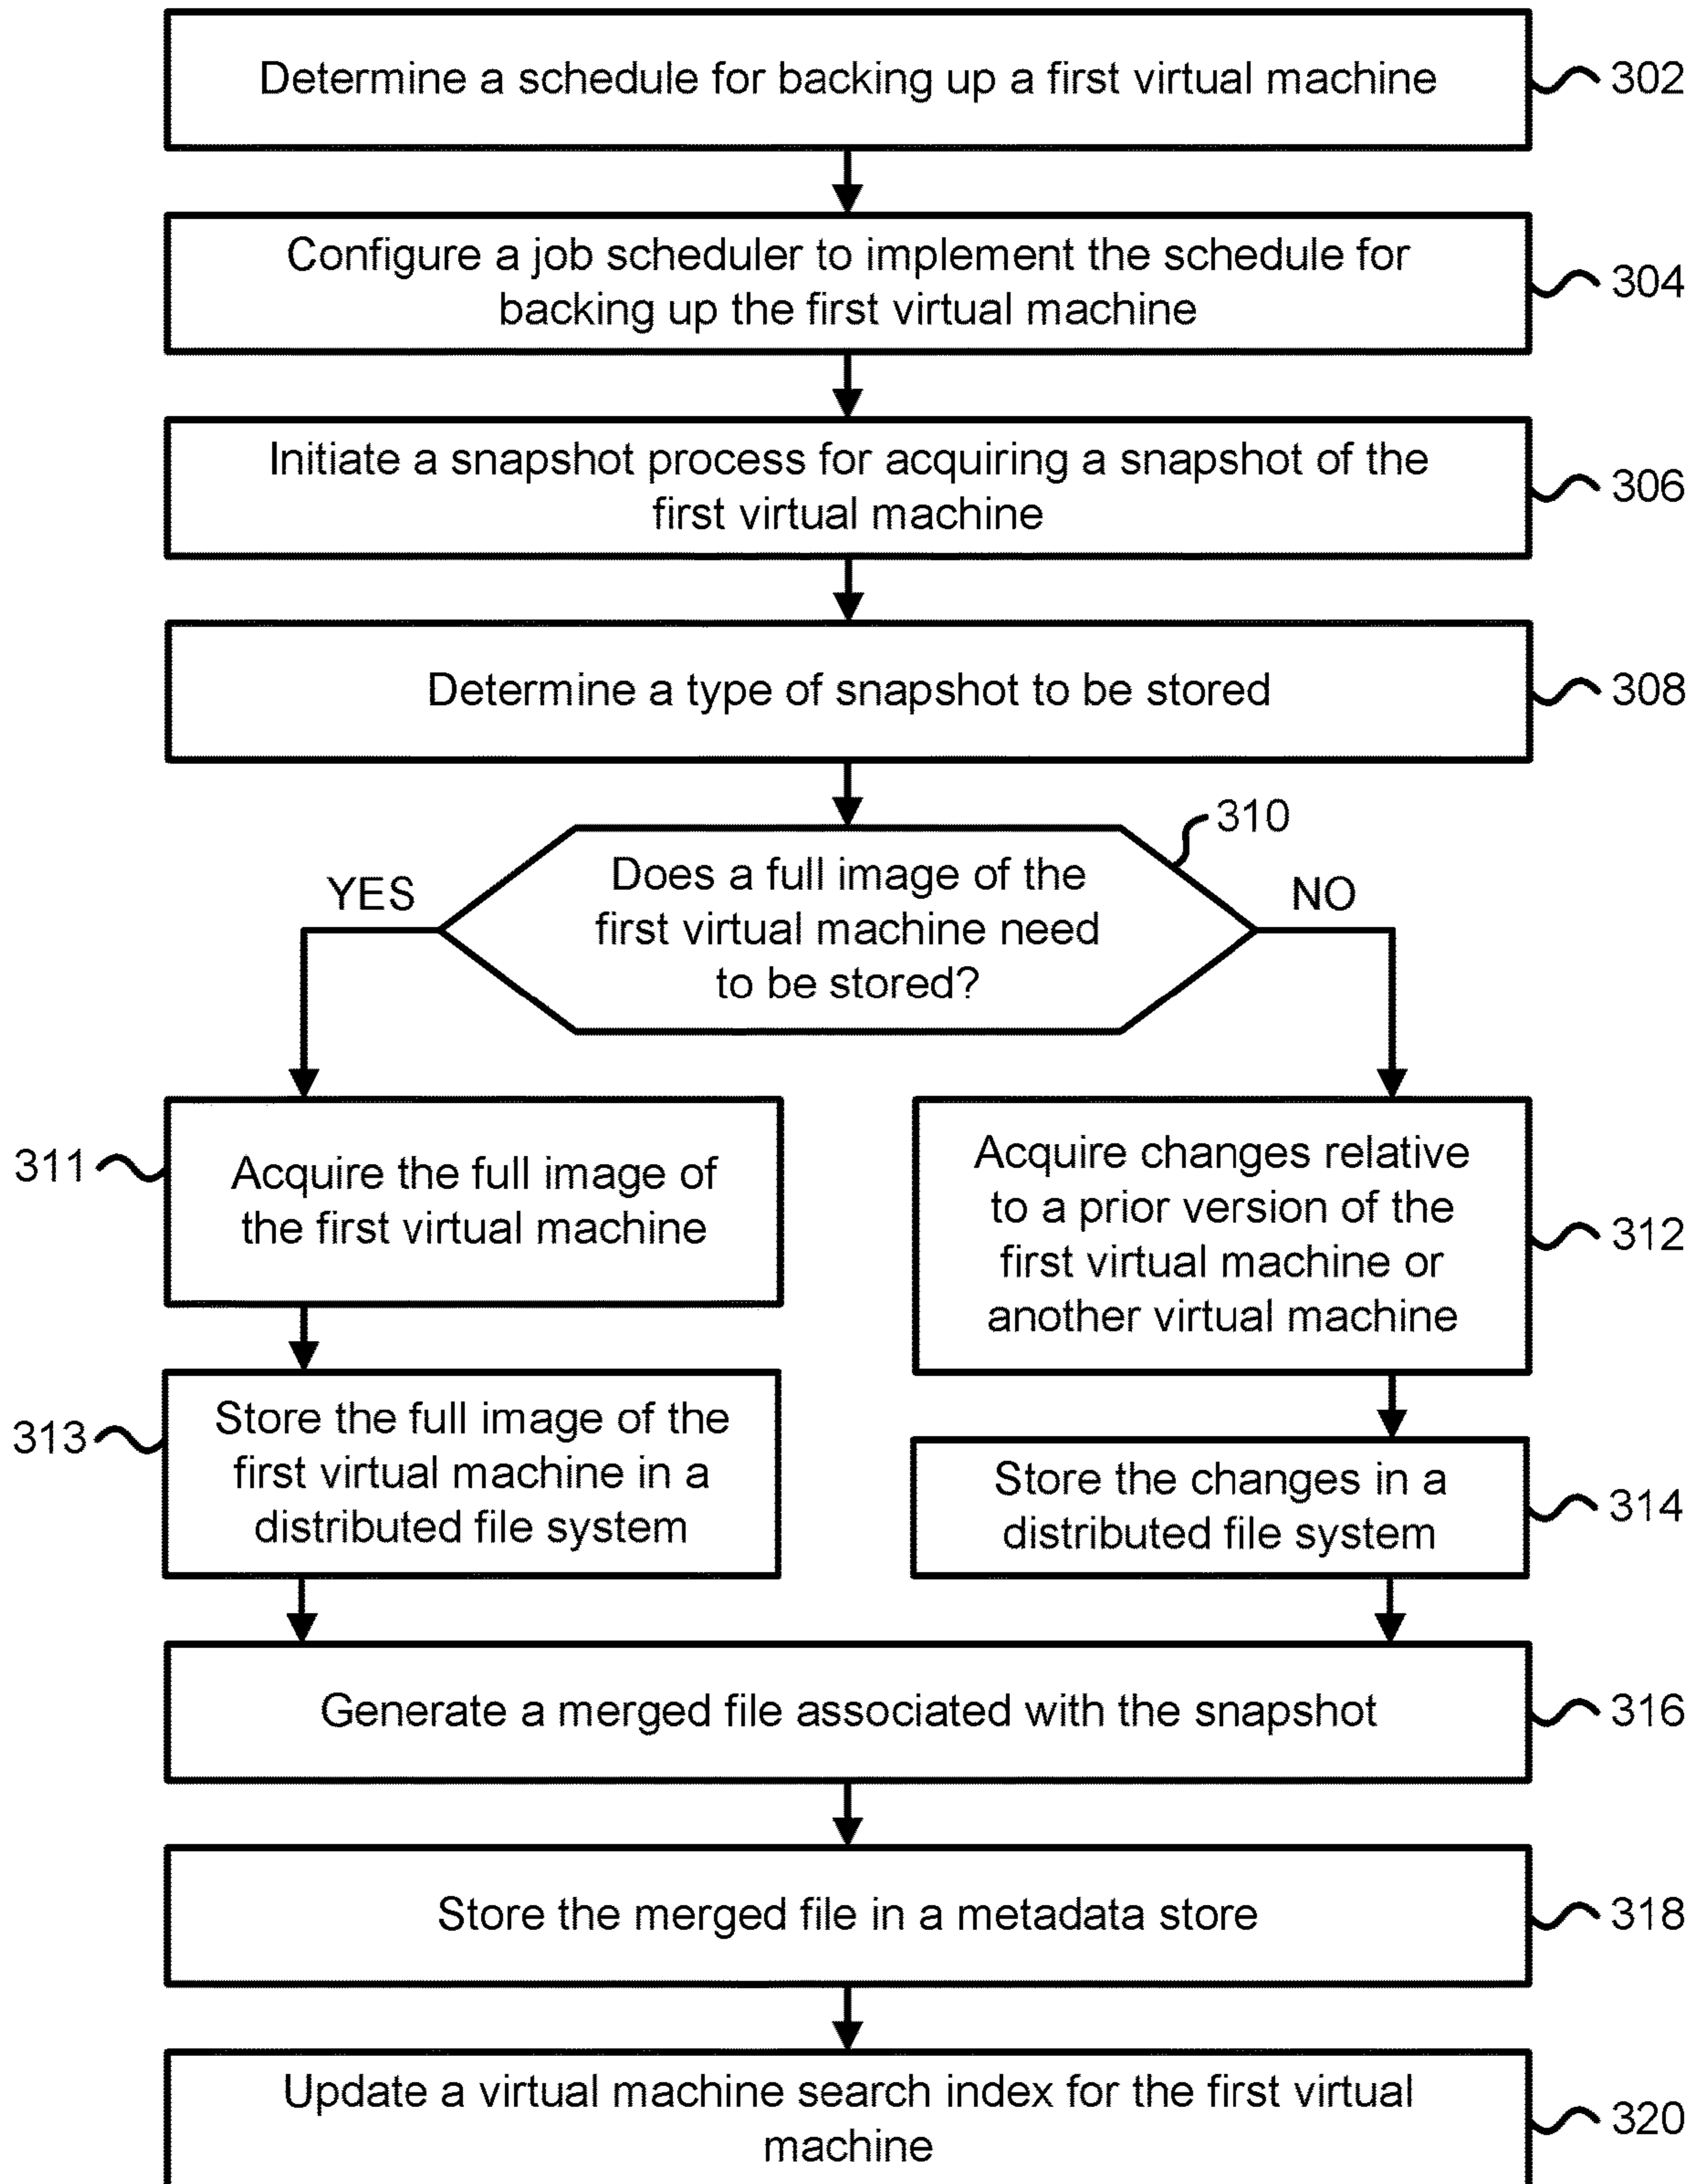 Determine a schedule for backing up a first virtual machine
302
Configure a job scheduler to implement the schedule for
backing up the first virtual machine
304
Initiate a snapshot process for acquiring a snapshot of the
first virtual machine
306
Determine a type of snapshot to be stored
308
310
Does a full image of the
first virtual machine need
to be stored?
YES
NO
311
Acquire the full image of
the first virtual machine
Acquire changes relative
to a prior version of the
first virtual machine or
another virtual machine
312
313
Store the full image of the
first virtual machine in a
distributed file system
Store the changes in a
distributed file system
314
Generate a merged file associated with the snapshot
316
Store the merged file in a metadata store
318
Update a virtual machine search index for the first virtual
machine
320